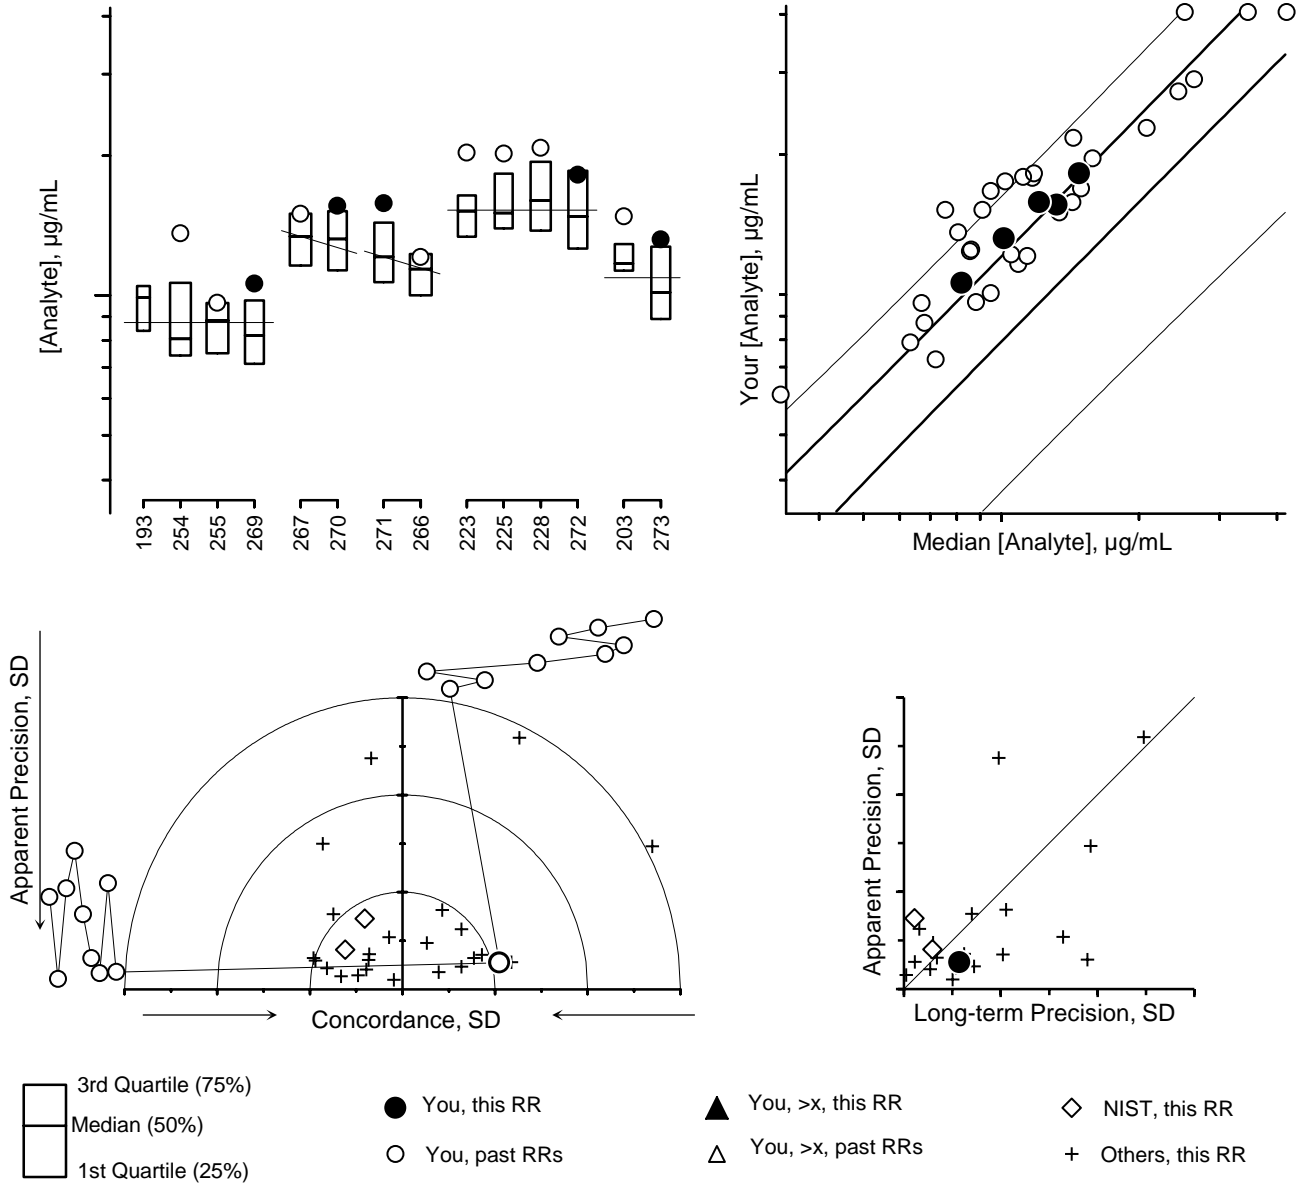 [Analyte], µg/mL
193
254
255
269
267
270
271
266
223
225
228
272
203
273
Your [Analyte], µg/mL
Median [Analyte], µg/mL
Apparent Precision, SD
Concordance, SD
Apparent Precision, SD
Long-term Precision, SD
3rd Quartile (75%)
Median (50%)
1st Quartile (25%)
You, this RR
You, past RRs
You, >x, this RR
You, >x, past RRs
NIST, this RR
Others, this RR